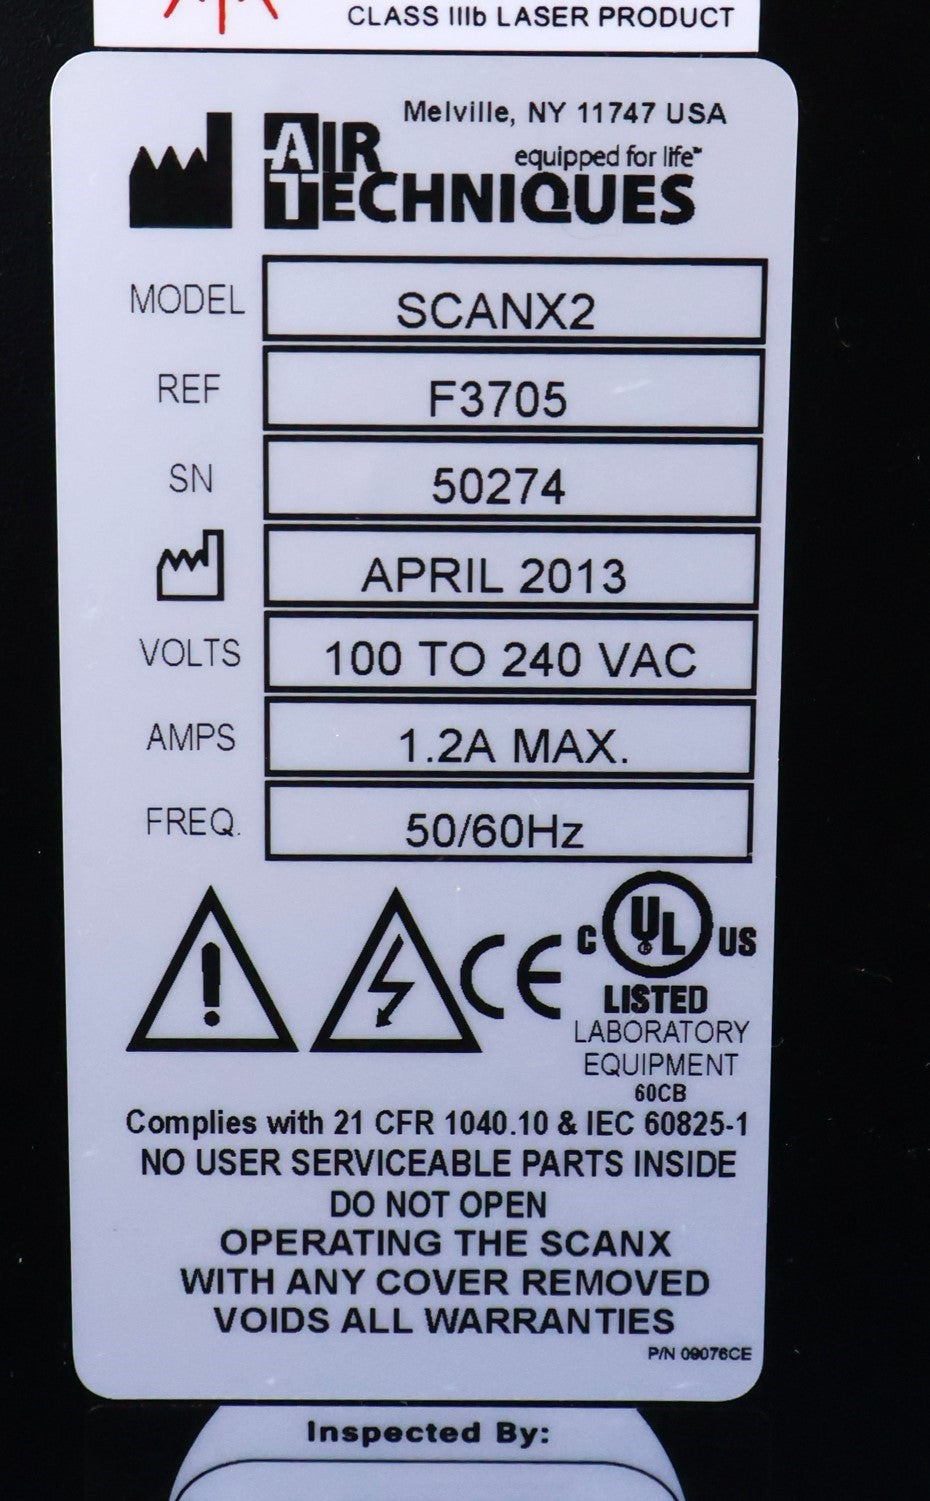 CLASS IIIb LASER PRODUCT
Melville, NY 11747 USA
AIR
equipped for life™
TECHNIQUES
MODEL SCANX2
REF F3705
SN 50274
APRIL 2013
VOLTS 100 TO 240 VAC
AMPS 1.2A MAX.
FREQ. 50/60Hz
CE
C UL US
LISTED
LABORATORY
EQUIPMENT
60CB
Complies with 21 CFR 1040.10 & IEC 60825-1
NO USER SERVICEABLE PARTS INSIDE
DO NOT OPEN
OPERATING THE SCANX
WITH ANY COVER REMOVED
VOIDS ALL WARRANTIES
P/N 09076CE
Inspected By: